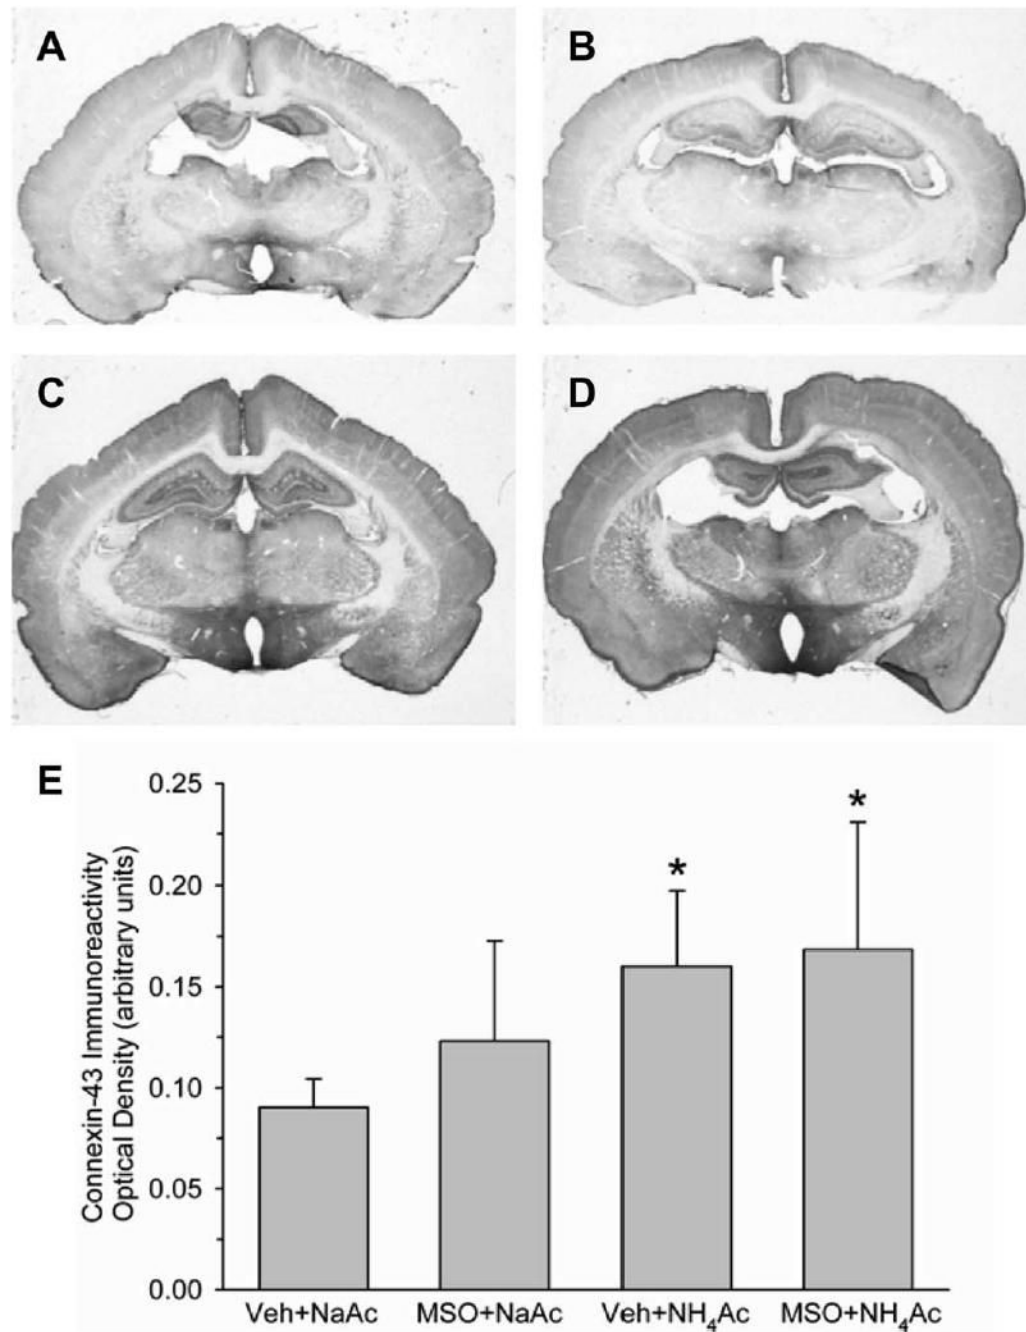 A
B
C
D
E
Connexin-43 Immunoreactivity
Optical Density (arbitrary units)
0.25
0.20
0.15
0.10
0.05
0.00
*
*
Veh+NaAc
MSO+NaAc
Veh+NH₄Ac
MSO+NH₄Ac